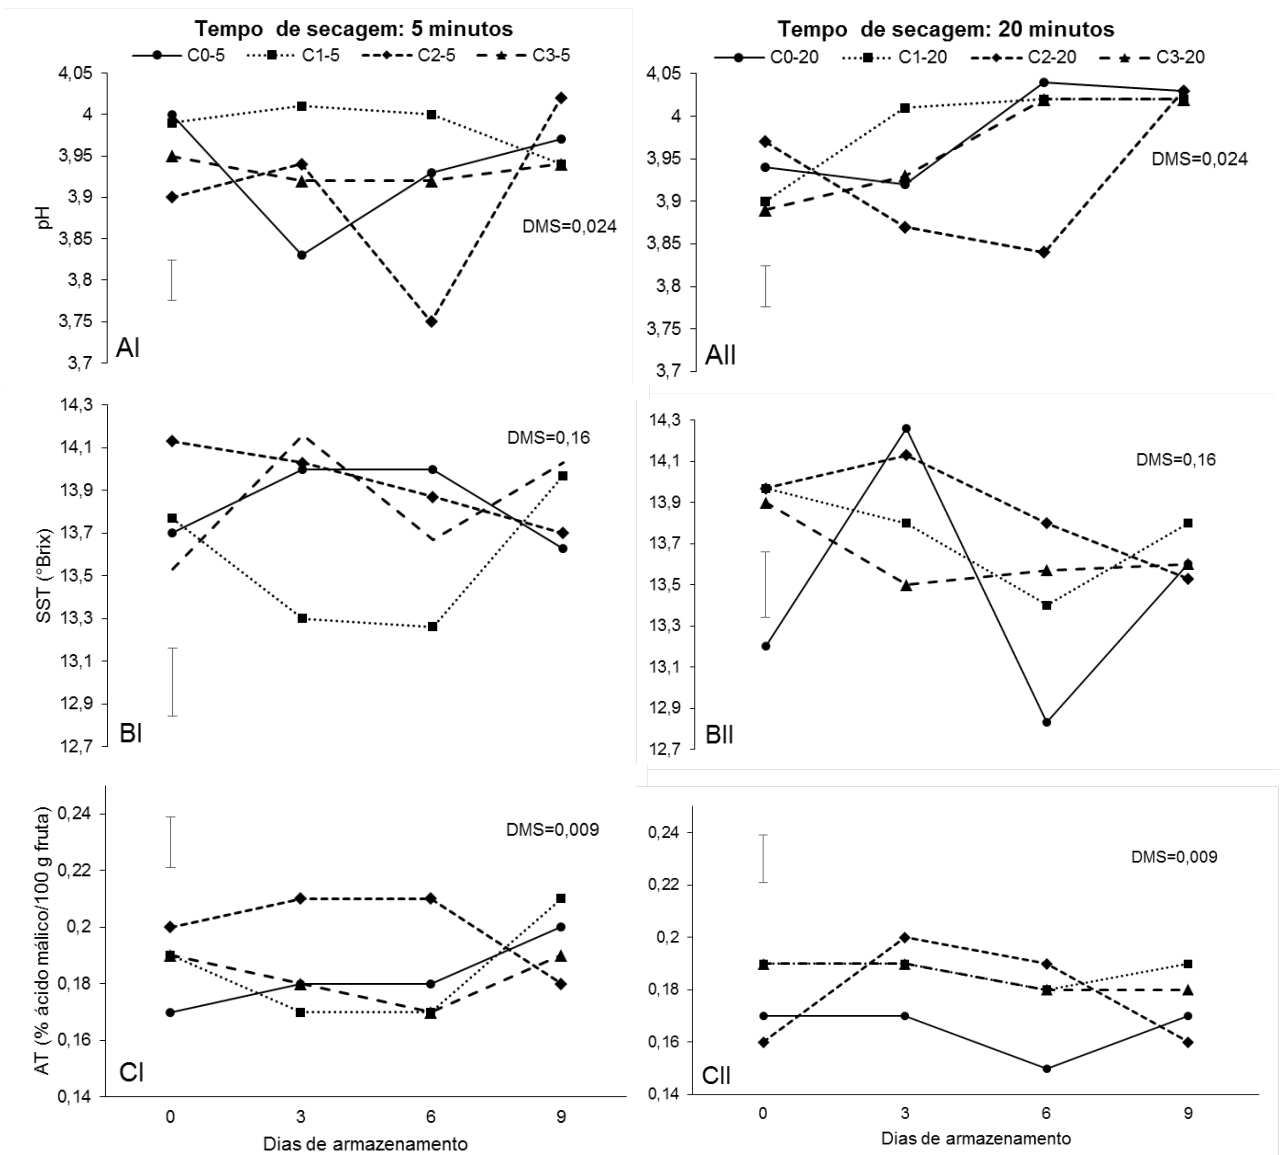 Tempo de secagem: 5 minutos
C0-5 C1-5 C2-5 C3-5
4,05
4
3,95
3,9
3,85
3,8
3,75
3,7
pH
DMS=0,024
AI
Tempo de secagem: 20 minutos
C0-20 C1-20 C2-20 C3-20
4,05
4
3,95
3,9
3,85
3,8
3,75
3,7
DMS=0,024
AII
14,3
14,1
13,9
13,7
13,5
13,3
13,1
12,9
12,7
SST (°Brix)
DMS=0,16
BI
14,3
14,1
13,9
13,7
13,5
13,3
13,1
12,9
12,7
DMS=0,16
BII
0,24
0,22
0,2
0,18
0,16
0,14
AT (% ácido málico/100 g fruta)
DMS=0,009
CI
0 3 6 9
Dias de armazenamento
0,24
0,22
0,2
0,18
0,16
0,14
DMS=0,009
CII
0 3 6 9
Dias de armazenamento